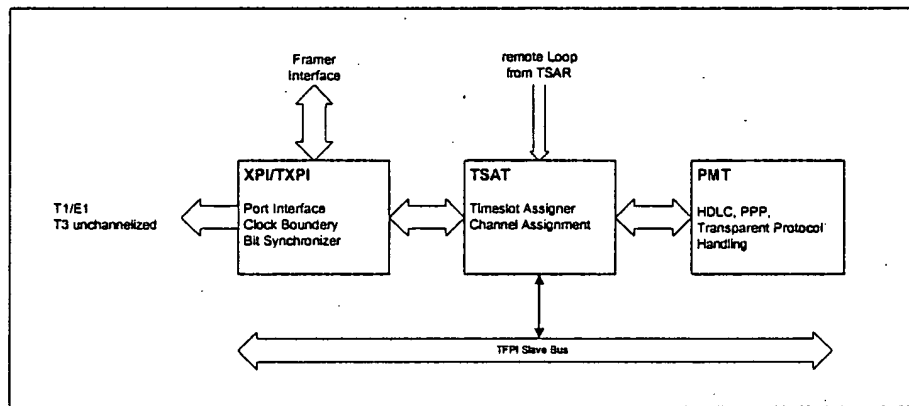 Framer
Interface
remote Loop
from TSAR
XPI/TXPI
Port Interface
Clock Boundary
Bit Synchronizer
TSAT
Timeslot Assigner
Channel Assignment
PMT
HDLC, PPP,
Transparent Protocol
Handling
T1/E1
T3 unchannelized
TFPI Slave Bus